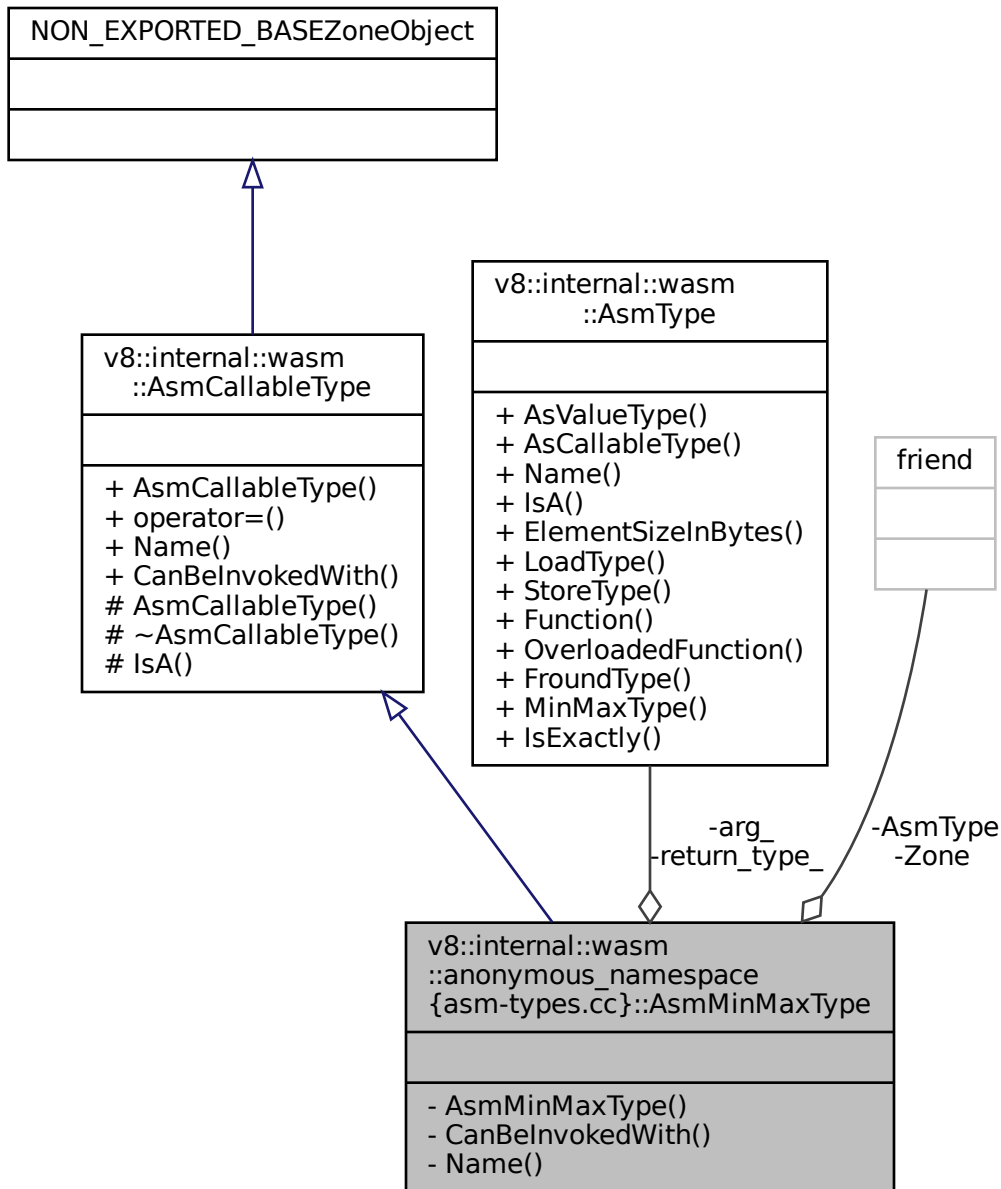 NON_EXPORTED_BASEZoneObject
v8::internal::wasm
::AsmCallableType
+ AsmCallableType()
+ operator=()
+ Name()
+ CanBeInvokedWith()
# AsmCallableType()
# ~AsmCallableType()
# IsA()
v8::internal::wasm
::AsmType
+ AsValueType()
+ AsCallableType()
+ Name()
+ IsA()
+ ElementSizeInBytes()
+ LoadType()
+ StoreType()
+ Function()
+ OverloadedFunction()
+ FroundType()
+ MinMaxType()
+ IsExactly()
friend
-arg_
-return_type_
-AsmType
-Zone
v8::internal::wasm
::anonymous_namespace
{asm-types.cc}::AsmMinMaxType
- AsmMinMaxType()
- CanBeInvokedWith()
- Name()